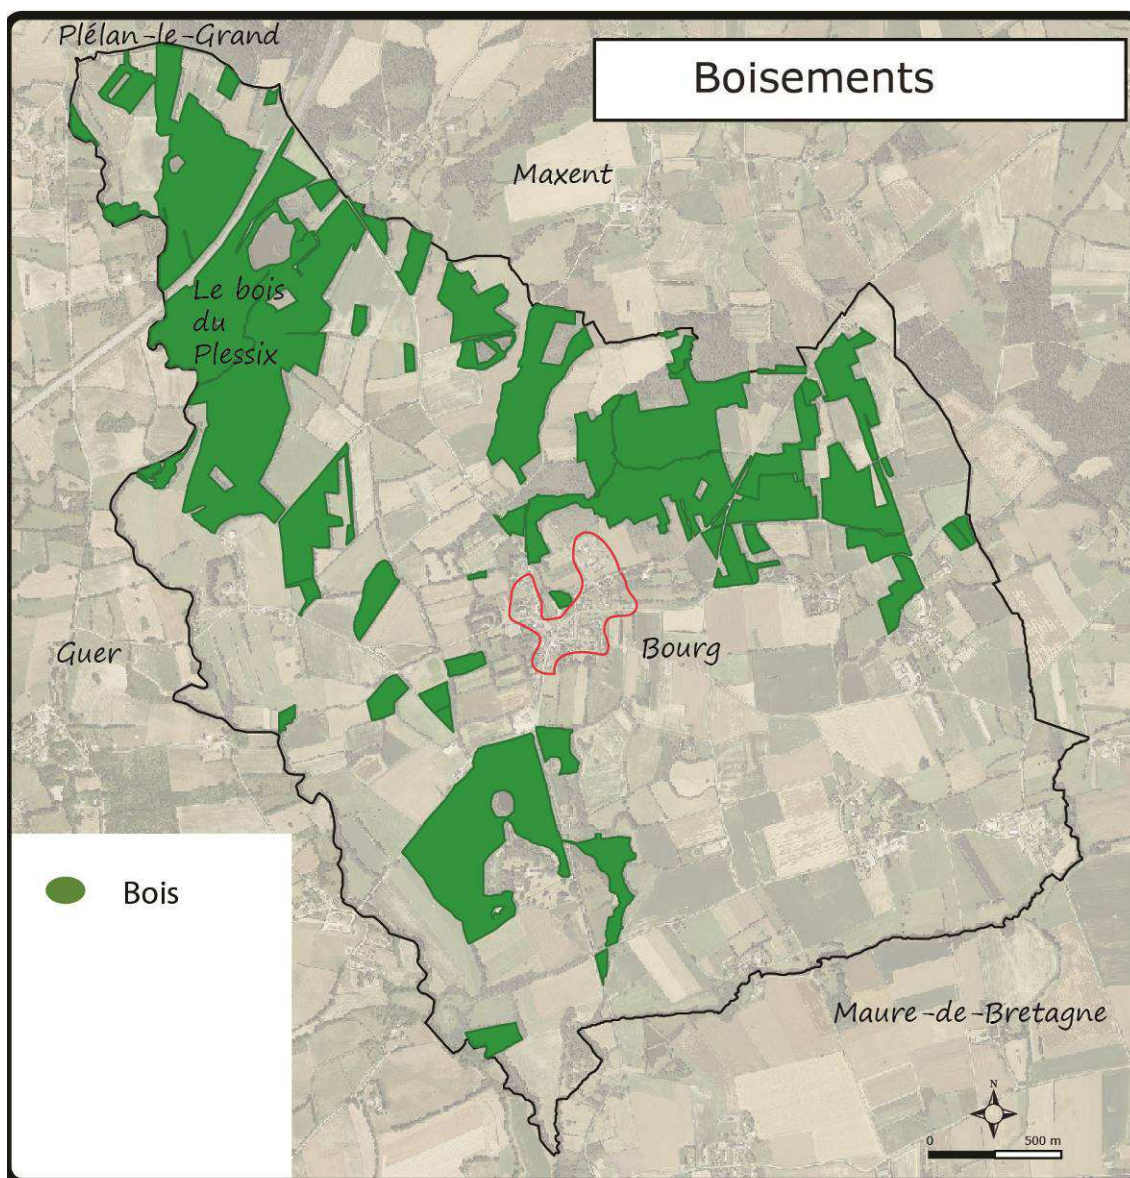 Plélan-le-Grand
Boisements
Maxent
Le bois
du
Plessix
Guer
Bourg
Bois
Maure-de-Bretagne
N
0 500 m